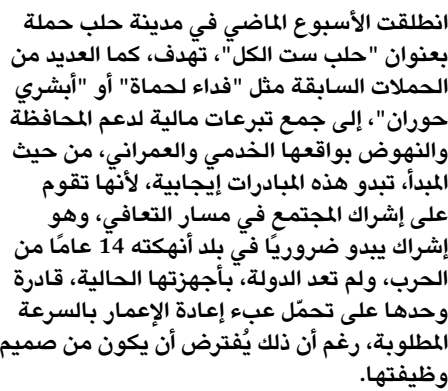 انطلقت الأسبوع الماضي في مدينة حلب حملة
بعنوان "حلب ست الكل"، تهدف، كما العديد من
الحملات السابقة مثل "فداء لحماة" أو "أبشري
حوران"، إلى جمع تبرعات مالية لدعم المحافظة
والنهوض بواقعها الخدمي والعمراني، من حيث
المبدأ، تبدو هذه المبادرات إيجابية، لأنها تقوم
على إشراك المجتمع في مسار التعافي، وهو
إشراك يبدو ضروريًا في بلد أنهكته 14 عامًا من
الحرب، ولم تعد الدولة، بأجهزتها الحالية، قادرة
وحدها على تحمّل عبء إعادة الإعمار بالسرعة
المطلوبة، رغم أن ذلك يُفترض أن يكون من صميم
وظيفتها.